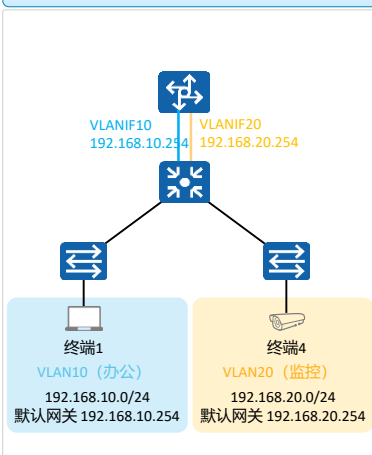 VLANIF10
192.168.10.254
VLANIF20
192.168.20.254
终端1
VLAN10（办公）
192.168.10.0/24
默认网关 192.168.10.254
终端4
VLAN20（监控）
192.168.20.0/24
默认网关 192.168.20.254